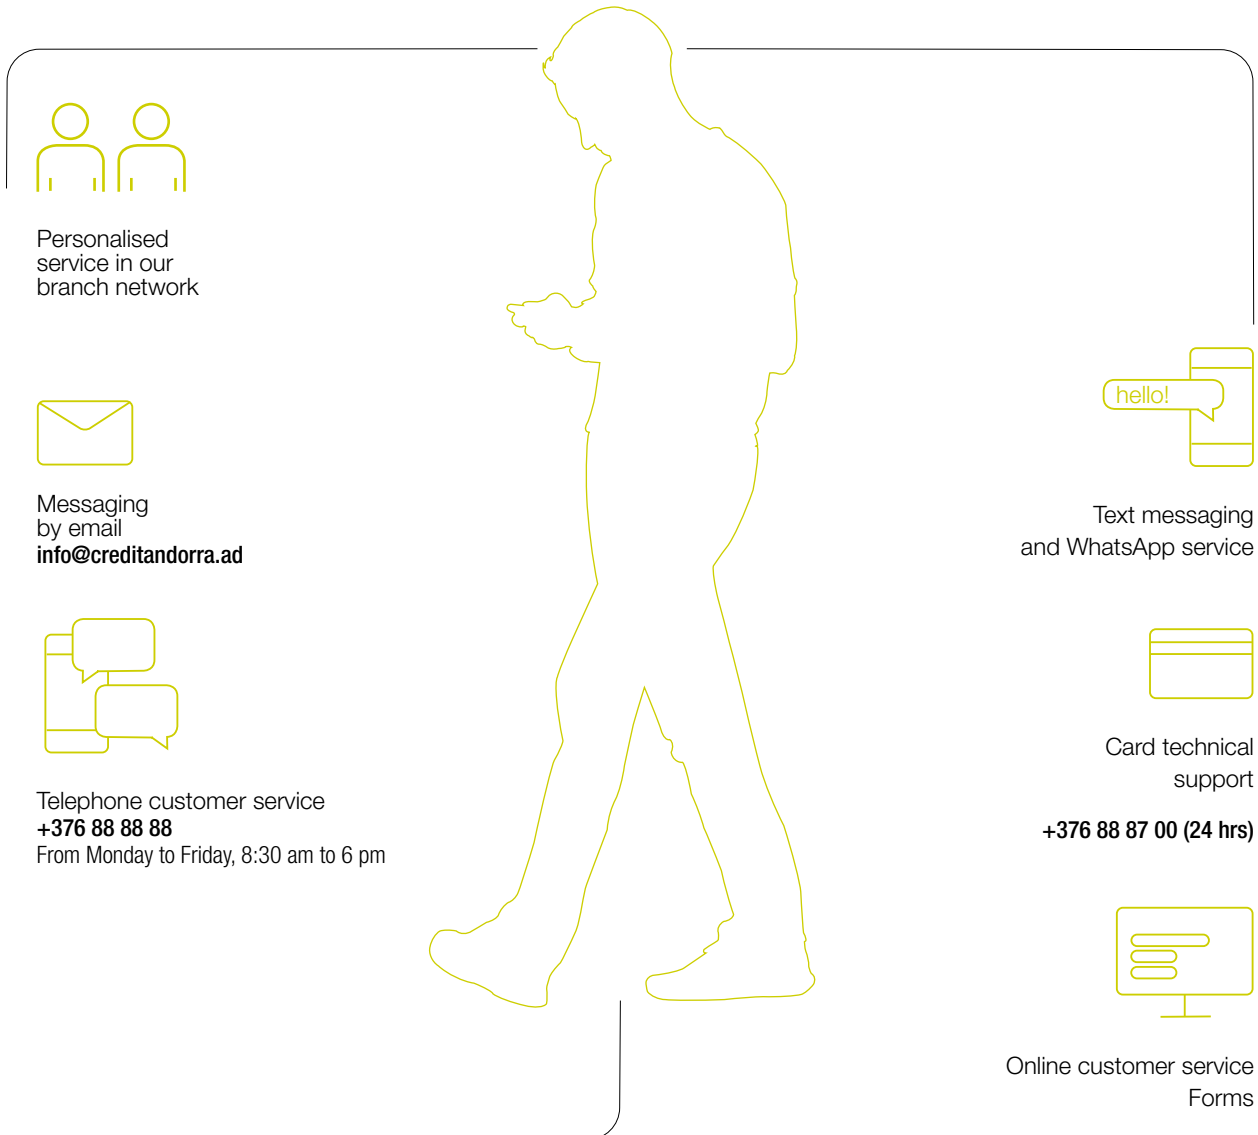 Personalised
service in our
branch network
Messaging
by email
info@creditandorra.ad
Telephone customer service
+376 88 88 88
From Monday to Friday, 8:30 am to 6 pm
hello!
Text messaging
and WhatsApp service
Card technical
support
+376 88 87 00 (24 hrs)
Online customer service
Forms